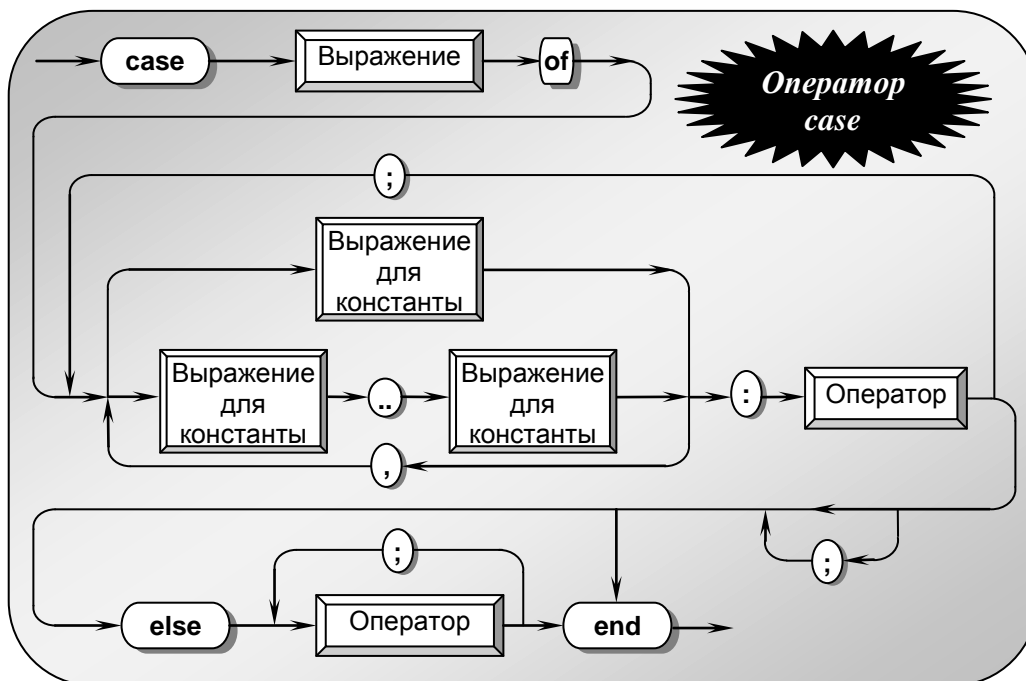 case
Выражение
of
Оператор
case
;
Выражение
для
константы
Выражение
для
константы
..
Выражение
для
константы
:
Оператор
,
;
;
else
Оператор
end